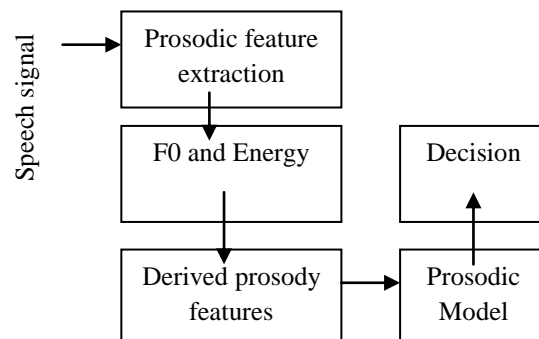 Speech signal
Prosodic feature
extraction
F0 and Energy
Decision
Derived prosody
features
Prosodic
Model